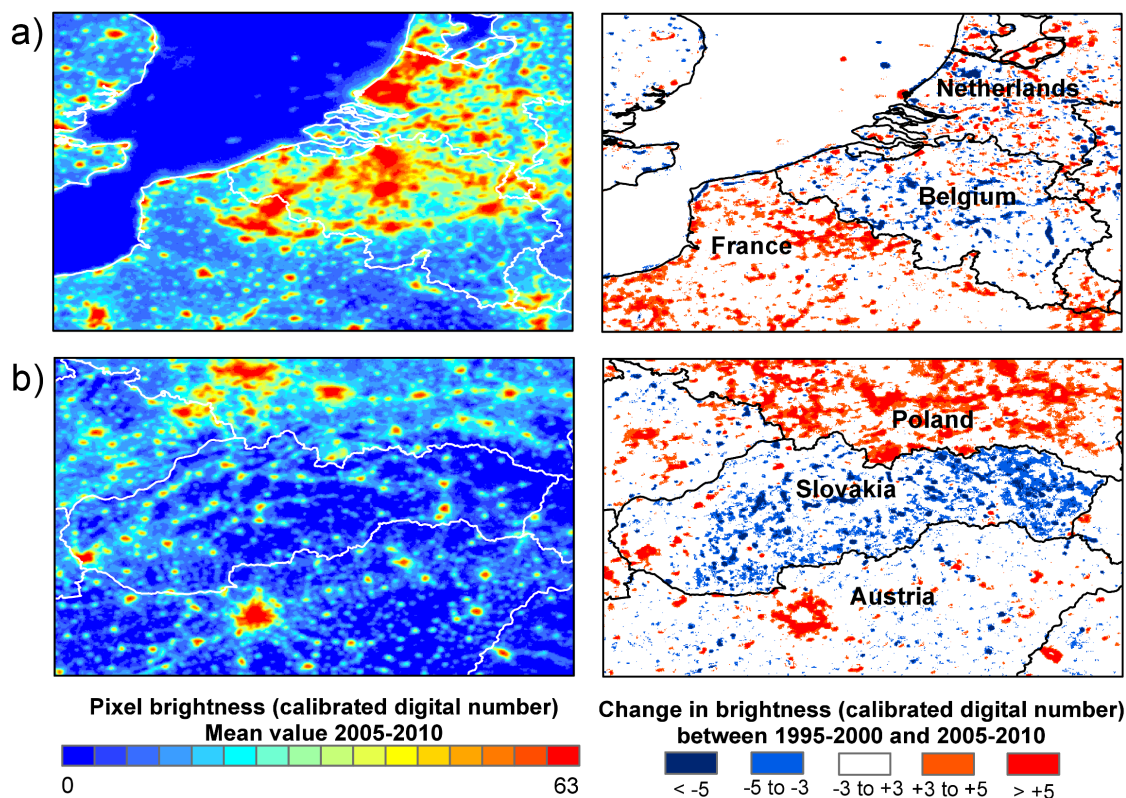 a)
Netherlands
Belgium
France
b)
Poland
Slovakia
Austria
Pixel brightness (calibrated digital number)
Mean value 2005-2010
0 63
Change in brightness (calibrated digital number)
between 1995-2000 and 2005-2010
< -5 -5 to -3 -3 to +3 +3 to +5 > +5